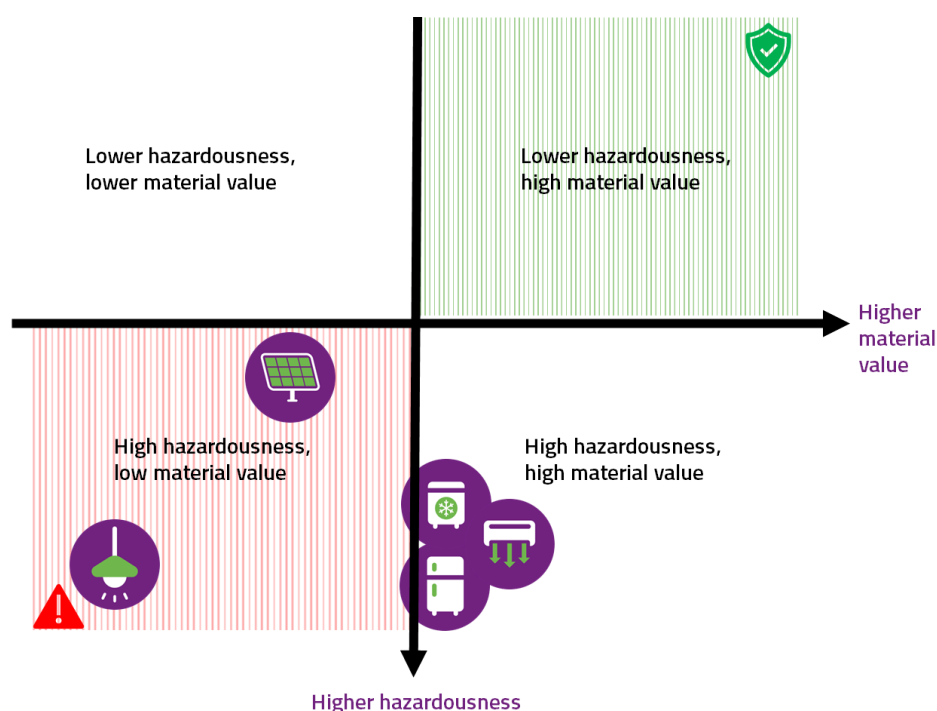 Lower hazardousness,
lower material value
Lower hazardousness,
high material value
Higher
material
value
High hazardousness,
low material value
High hazardousness,
high material value
Higher hazardousness